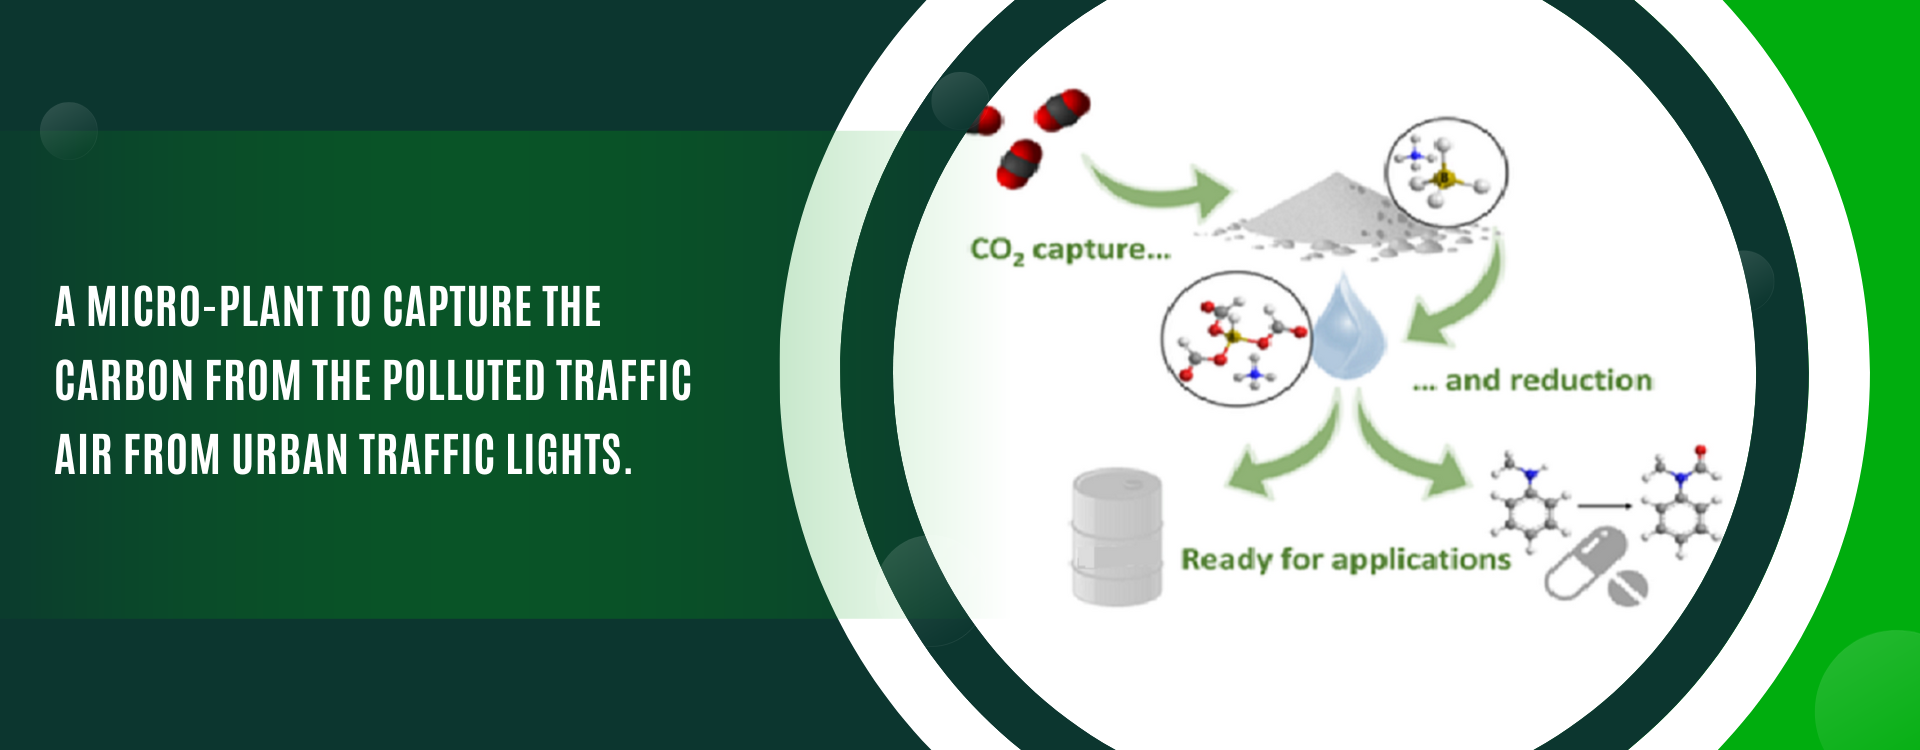 A MICRO-PLANT TO CAPTURE THE
CARBON FROM THE POLLUTED TRAFFIC
AIR FROM URBAN TRAFFIC LIGHTS.
CO₂ capture...
... and reduction
Ready for applications